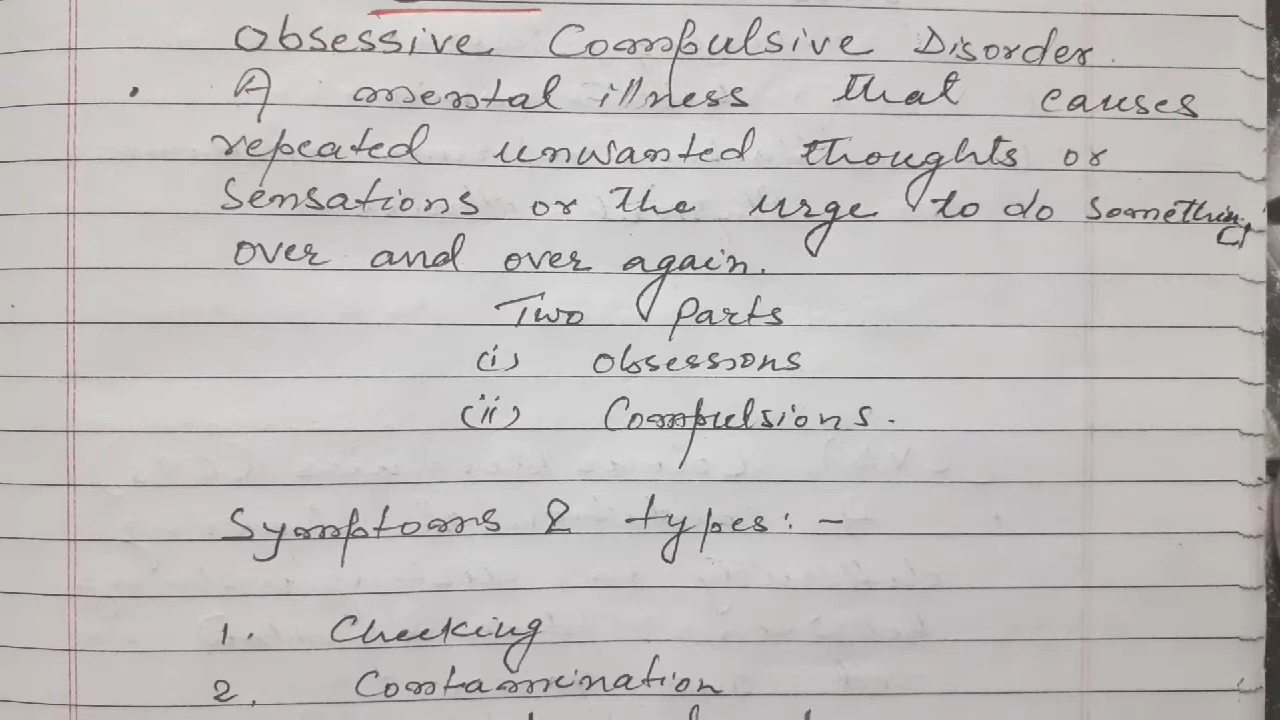 Obsessive Compulsive Disorder.
. A mental illness that causes
repeated unwanted thoughts or
Sensations or the urge to do something
over and over again.
Two Parts
(i) Obsessions
(ii) Compulsions.
Symptoms & types: -
1. Checking
2. Contamination